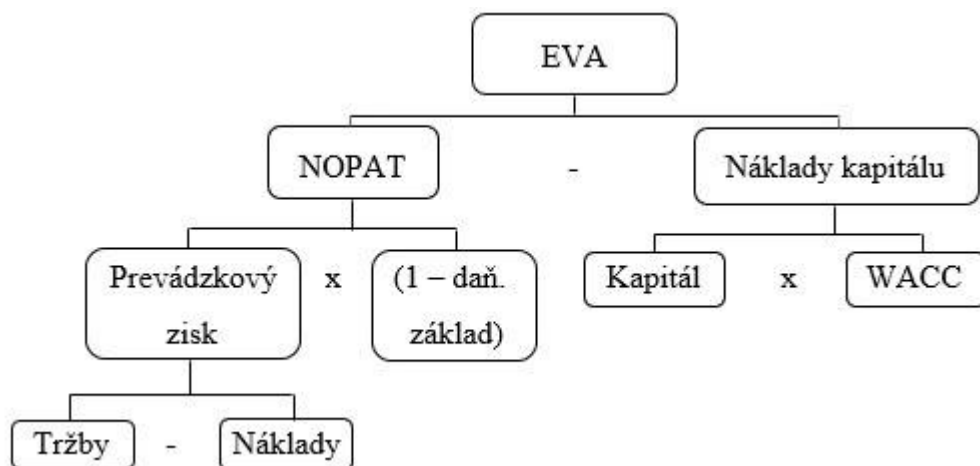 EVA
NOPAT - Náklady kapitálu
Prevádzkový
zisk
x
(1 – daň.
základ)
Kapitál x WACC
Tržby - Náklady